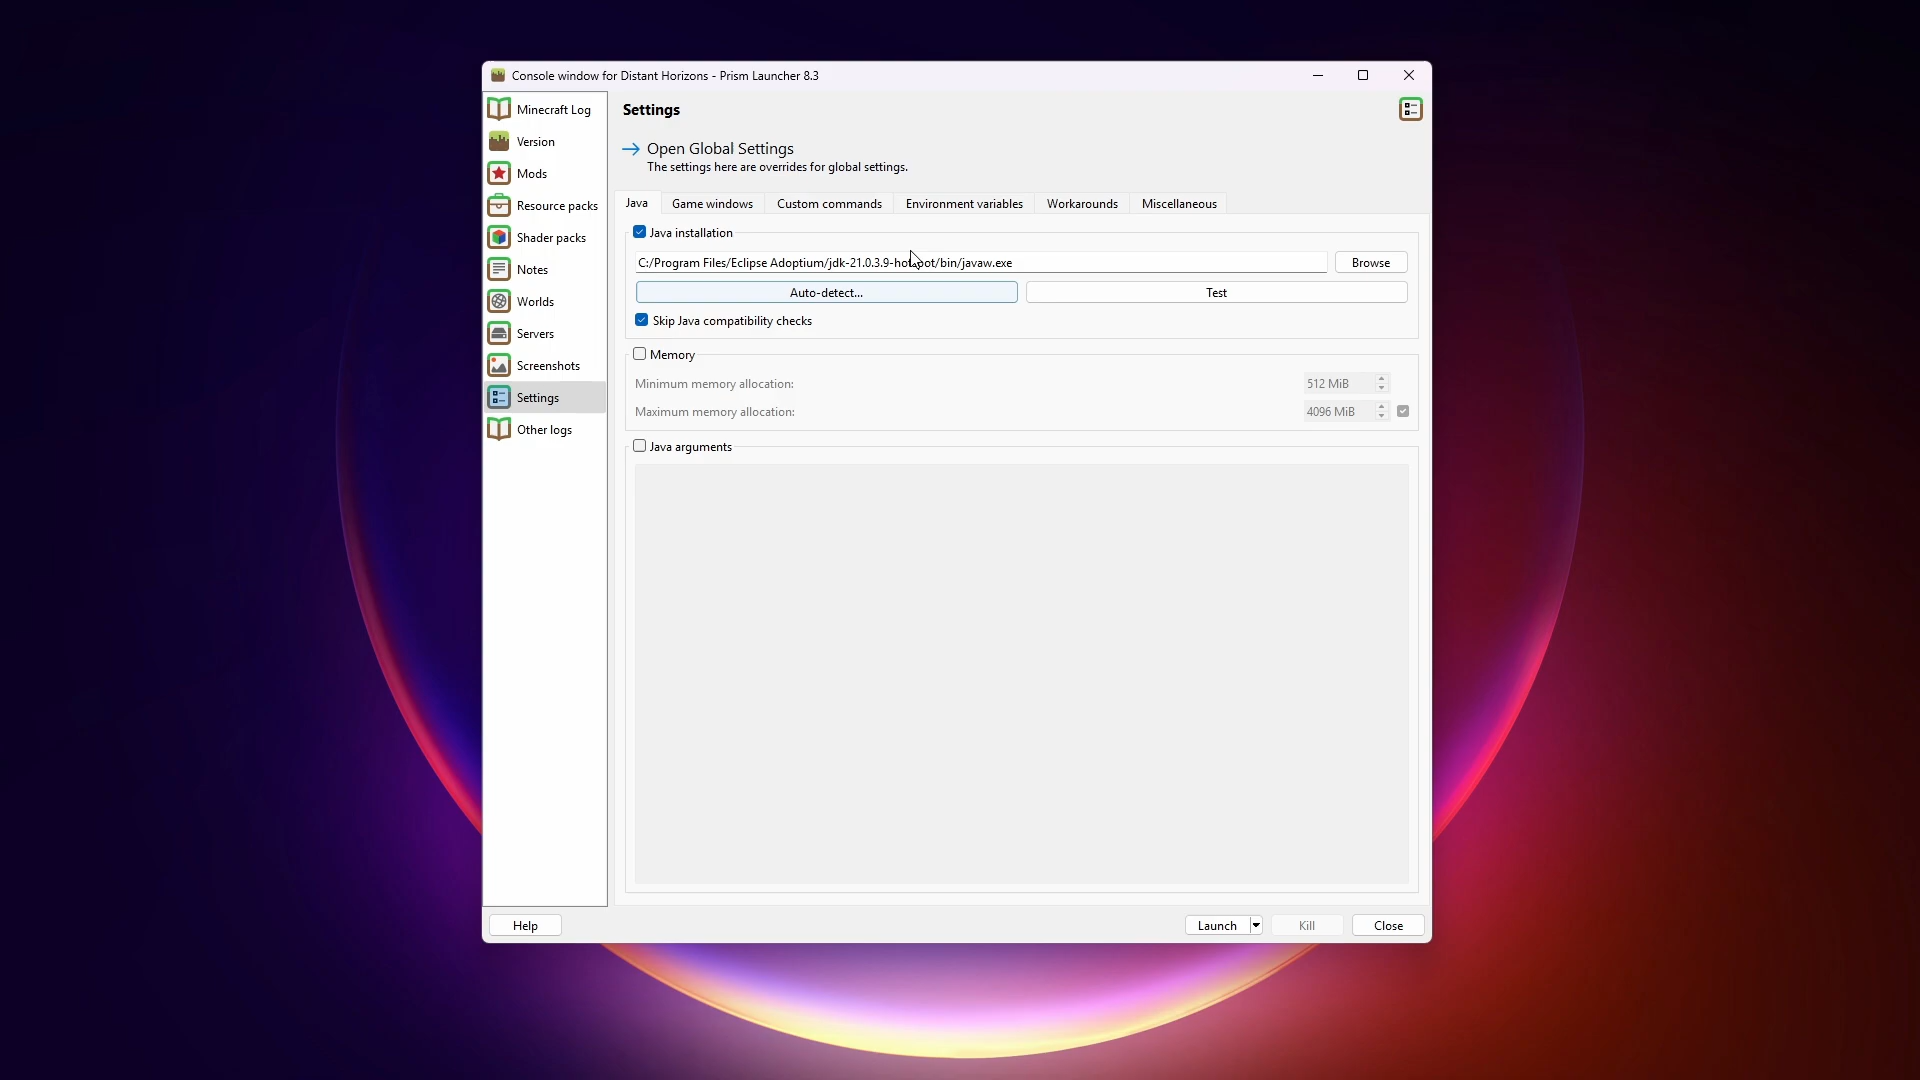 Console window for Distant Horizons - Prism Launcher 8.3
Minecraft Log
Version
Mods
Resource packs
Shader packs
Notes
Worlds
Servers
Screenshots
Settings
Other logs
Settings
Open Global Settings
The settings here are overrides for global settings.
Java
Game windows
Custom commands
Environment variables
Workarounds
Miscellaneous
Java installation
C:/Program Files/Eclipse Adoptium/jdk-21.0.3.9-hotspot/bin/javaw.exe
Browse
Auto-detect...
Test
Skip Java compatibility checks
Memory
Minimum memory allocation:
512 MiB
Maximum memory allocation:
4096 MiB
Java arguments
Help
Launch
Kill
Close